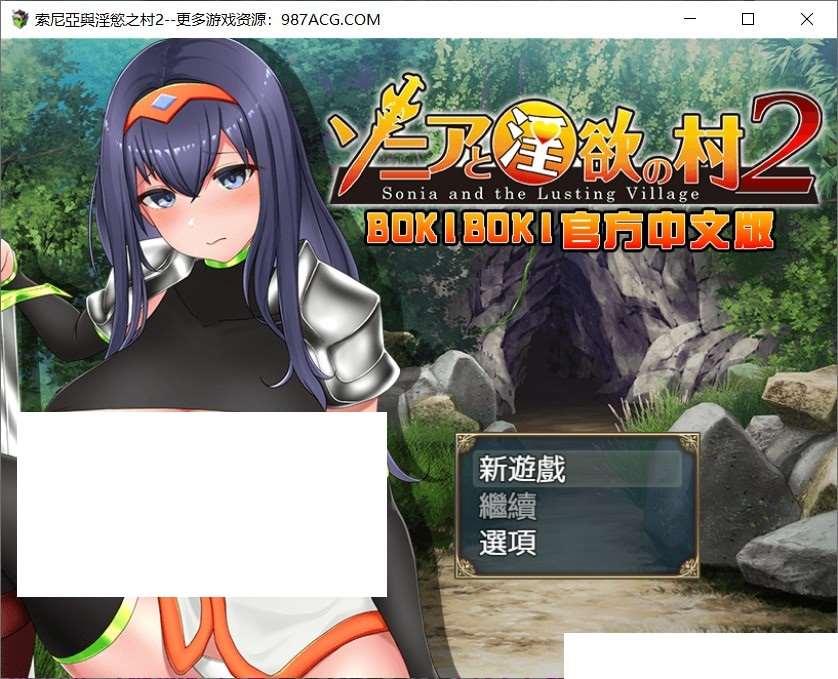 索尼亞與淫慾之村2--更多游戏资源：987ACG.COM
ソニアと淫欲の村2
Sonia and the Lusting Village
BOKIBOKI官方中文版
新遊戲
繼續
選項